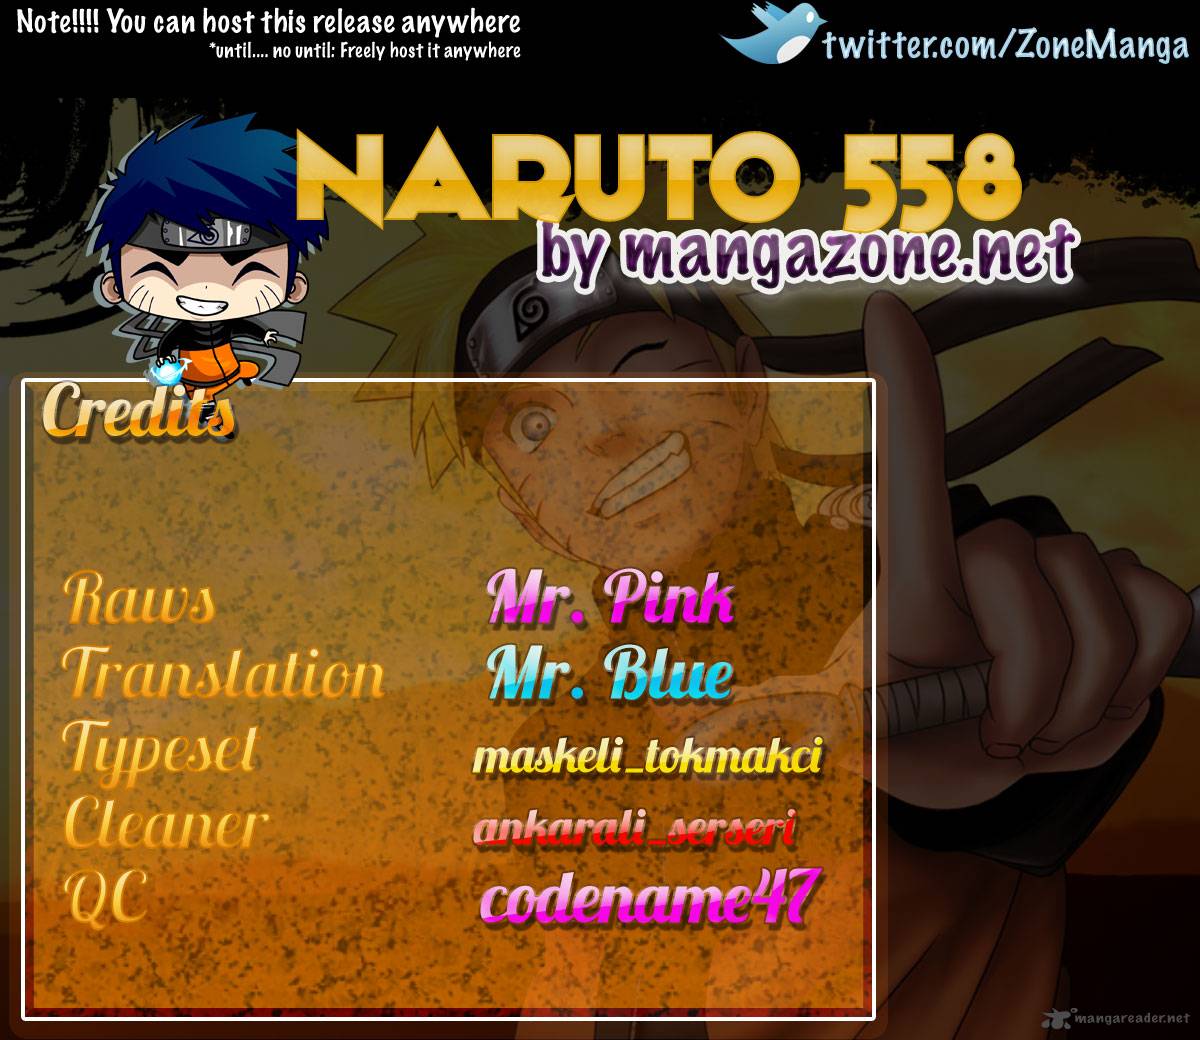 Note!!!! You can host this release anywhere
*until.... no until: Freely host it anywhere
twitter.com/ZoneManga
NARUTO 558
by mangazone.net
Credits
Raws Mr. Pink
Translation Mr. Blue
Typeset maskeli_tokmakci
Cleaner ankarali_serseri
QC codename47
mangareader.net